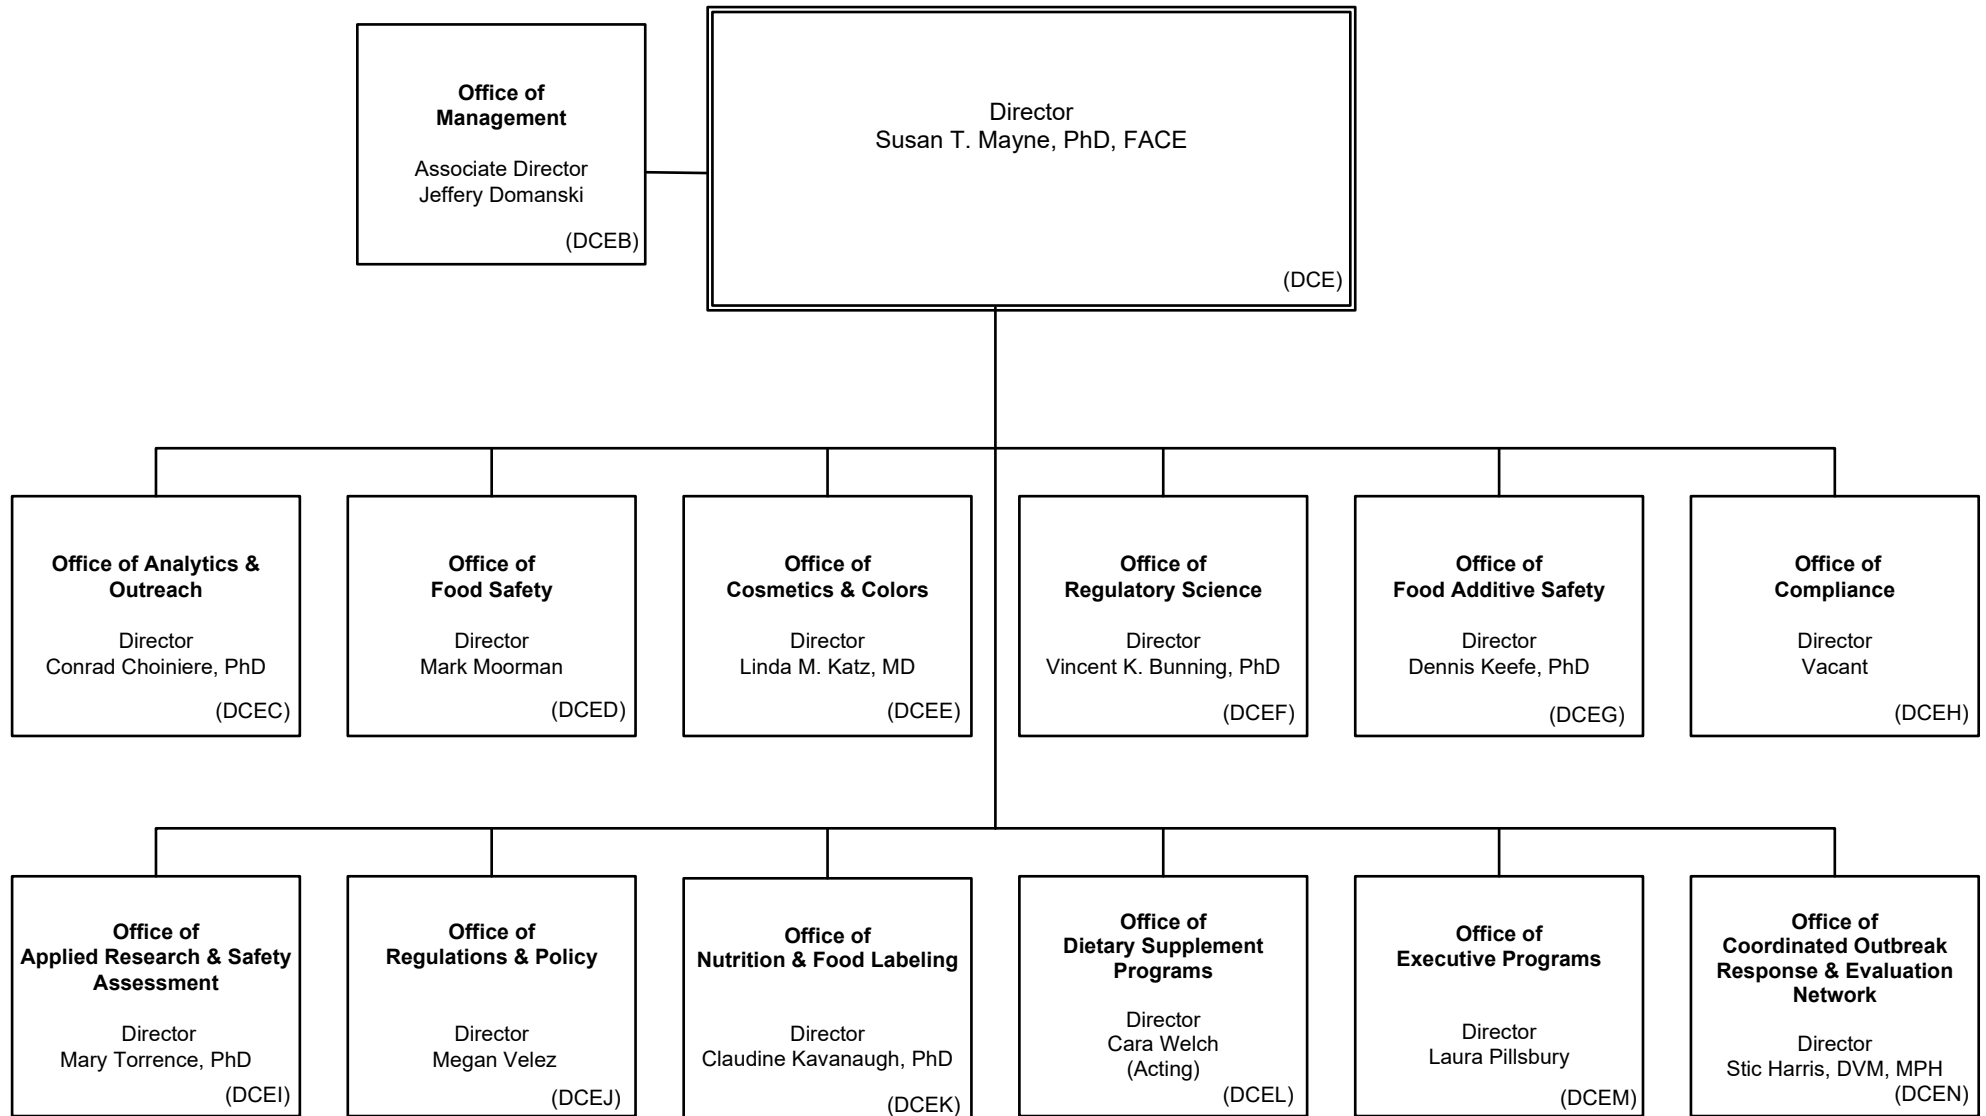 Office of
Management
Associate Director
Jeffery Domanski
(DCEB)
Director
Susan T. Mayne, PhD, FACE
(DCE)
Office of Analytics &
Outreach
Director
Conrad Choiniere, PhD
(DCEC)
Office of
Food Safety
Director
Mark Moorman
(DCED)
Office of
Cosmetics & Colors
Director
Linda M. Katz, MD
(DCEE)
Office of
Regulatory Science
Director
Vincent K. Bunning, PhD
(DCEF)
Office of
Food Additive Safety
Director
Dennis Keefe, PhD
(DCEG)
Office of
Compliance
Director
Vacant
(DCEH)
Office of
Applied Research & Safety
Assessment
Director
Mary Torrence, PhD
(DCEI)
Office of
Regulations & Policy
Director
Megan Velez
(DCEJ)
Office of
Nutrition & Food Labeling
Director
Claudine Kavanaugh, PhD
(DCEK)
Office of
Dietary Supplement
Programs
Director
Cara Welch
(Acting)
(DCEL)
Office of
Executive Programs
Director
Laura Pillsbury
(DCEM)
Office of
Coordinated Outbreak
Response & Evaluation
Network
Director
Stic Harris, DVM, MPH
(DCEN)